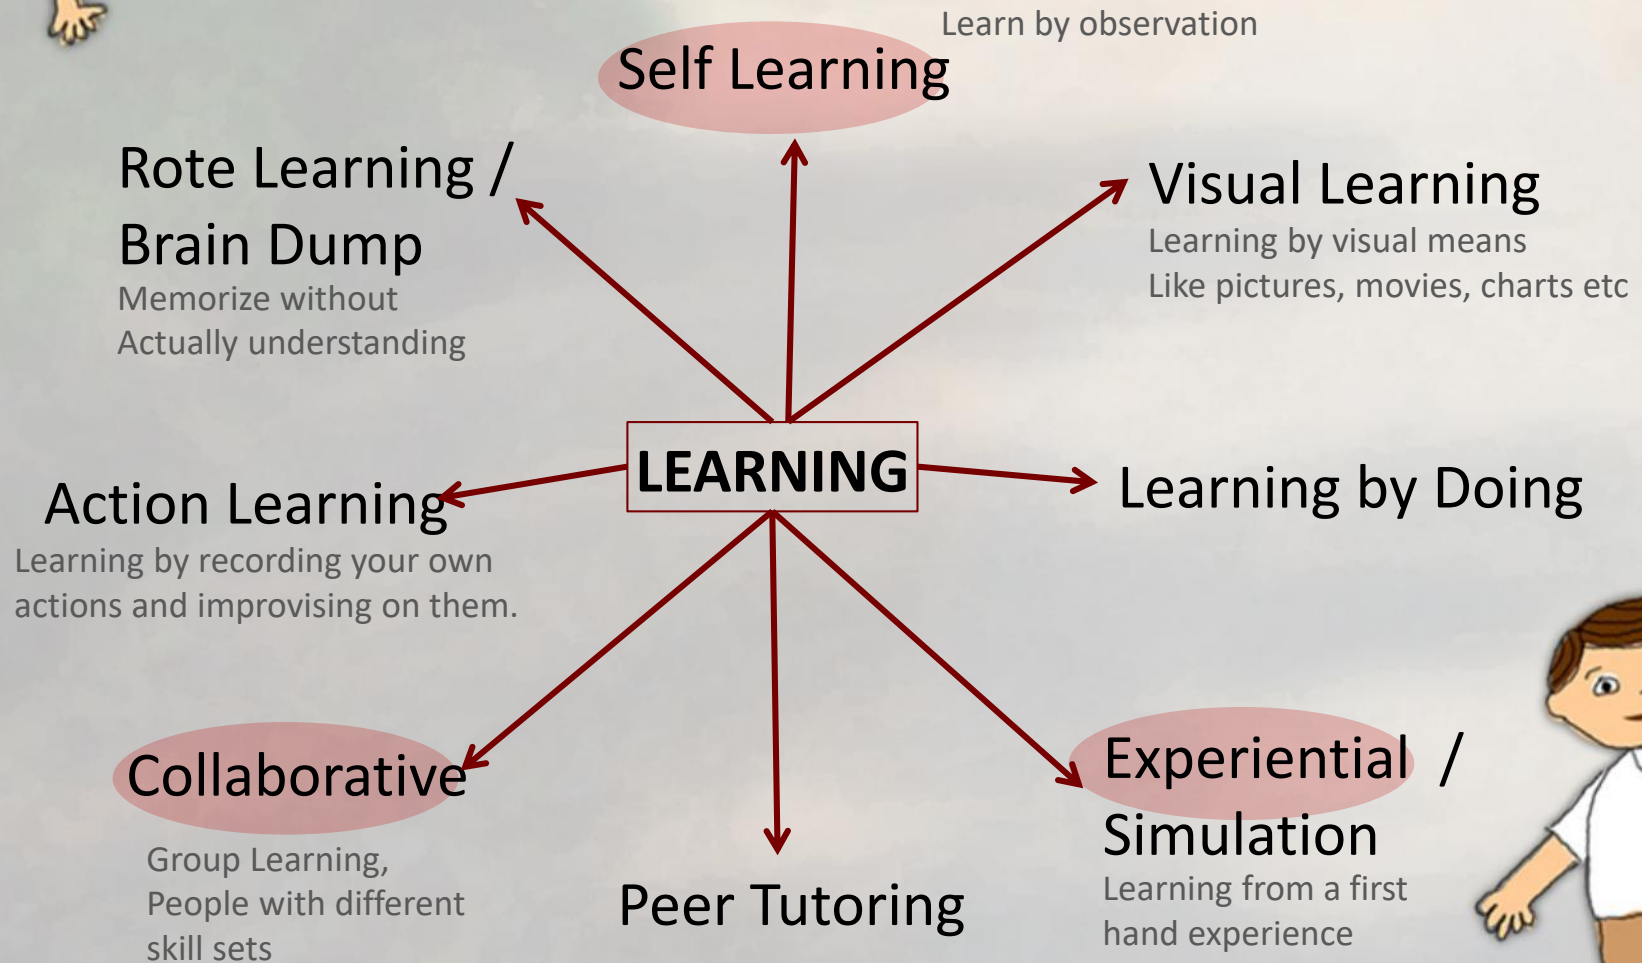 Learn by observation
Self Learning
Rote Learning /
Brain Dump
Memorize without
Actually understanding
Visual Learning
Learning by visual means
Like pictures, movies, charts etc
LEARNING
Action Learning
Learning by recording your own
actions and improvising on them.
Learning by Doing
Collaborative
Group Learning,
People with different
skill sets
Peer Tutoring
Experiential /
Simulation
Learning from a first
hand experience